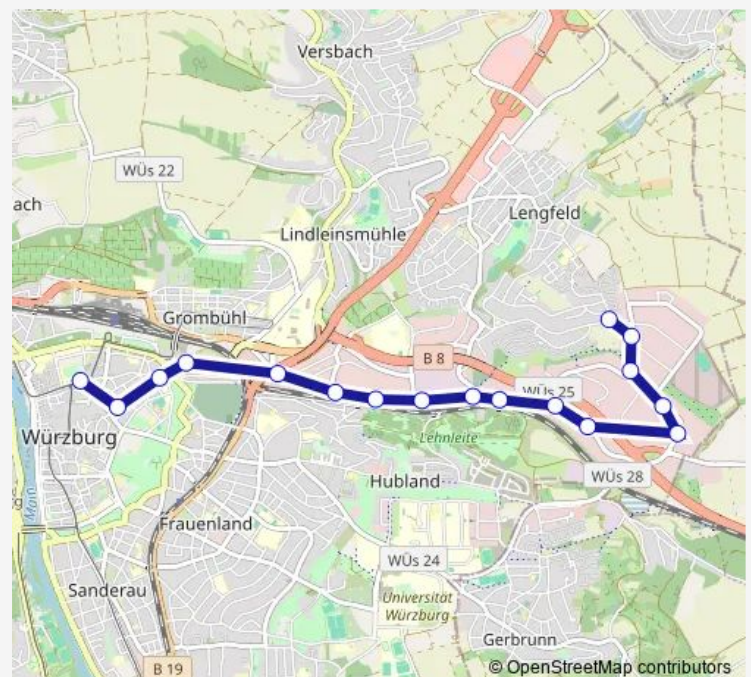 Versbach
WÜs 22
ach
Lengfeld
Lindleinsmühle
Grombühl
B 8
WÜs 25
Würzburg
Lehnleite
Main
Hubland
WÜs 28
g
Frauenland
WÜs 24
Sanderau
Universität
Würzburg
Gerbrunn
B 19
© OpenStreetMap contributors